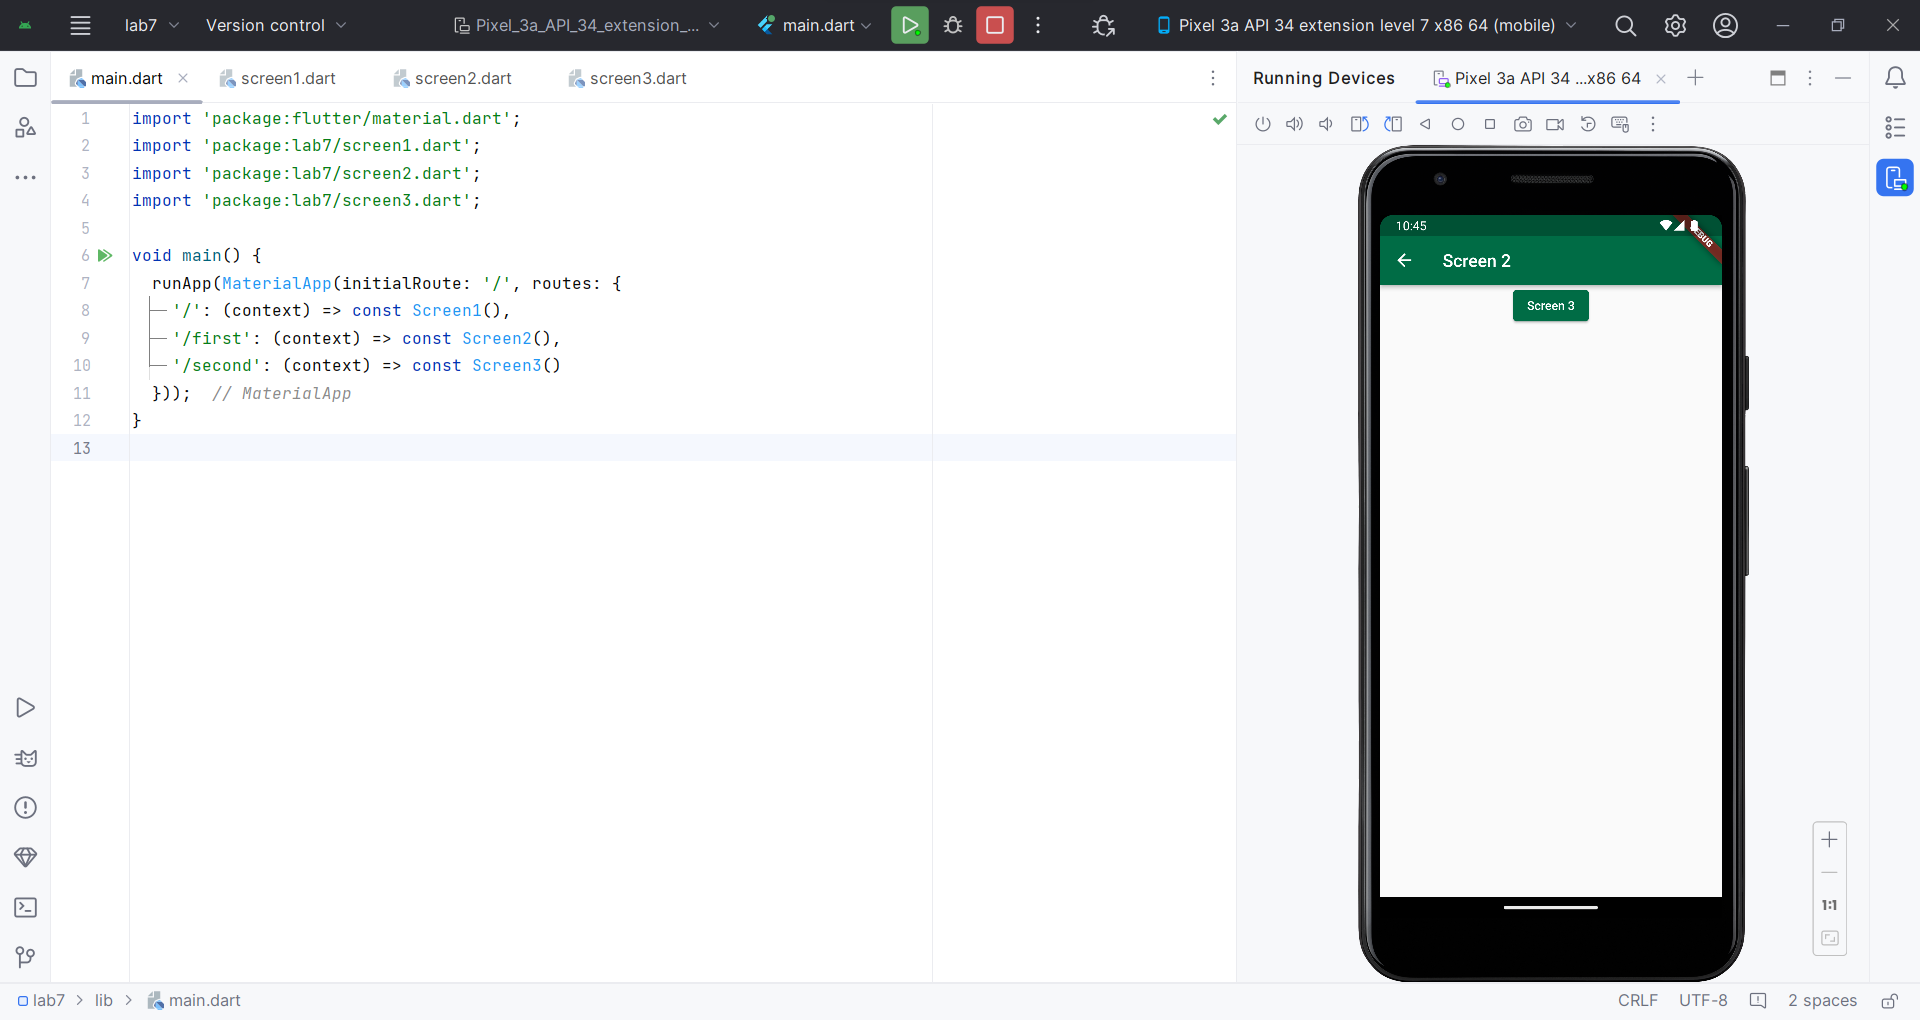 lab7 Version control Pixel_3a_API_34_extension_... main.dart Pixel 3a API 34 extension level 7 x86 64 (mobile)
main.dart screen1.dart screen2.dart screen3.dart
Running Devices Pixel 3a API 34 ...x86 64
1 import 'package:flutter/material.dart';
2 import 'package:lab7/screen1.dart';
3 import 'package:lab7/screen2.dart';
4 import 'package:lab7/screen3.dart';
5
6 void main() {
7 runApp(MaterialApp(initialRoute: '/', routes: {
8 '/': (context) => const Screen1(),
9 '/first': (context) => const Screen2(),
10 '/second': (context) => const Screen3()
11 })); // MaterialApp
12 }
13
10:45
DEBUG
Screen 2
Screen 3
1:1
lab7 > lib > main.dart
CRLF UTF-8 2 spaces